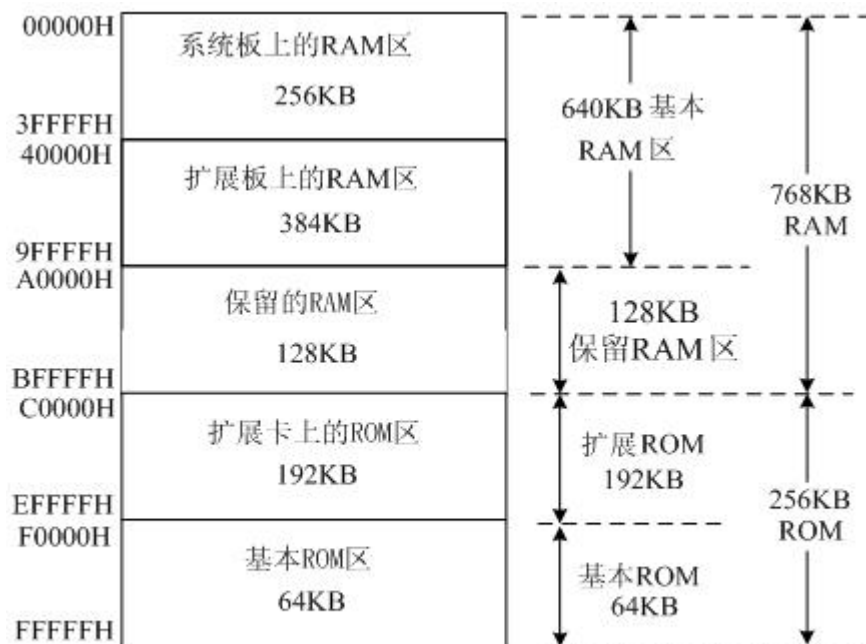 00000H
系统板上的RAM区
256KB
3FFFFH
40000H
扩展板上的RAM区
384KB
9FFFFH
A0000H
保留的RAM区
128KB
BFFFFH
C0000H
扩展卡上的ROM区
192KB
EFFFFH
F0000H
基本ROM区
64KB
FFFFFH
640KB 基本
RAM 区
128KB
保留RAM 区
扩展ROM
192KB
基本ROM
64KB
768KB
RAM
256KB
ROM